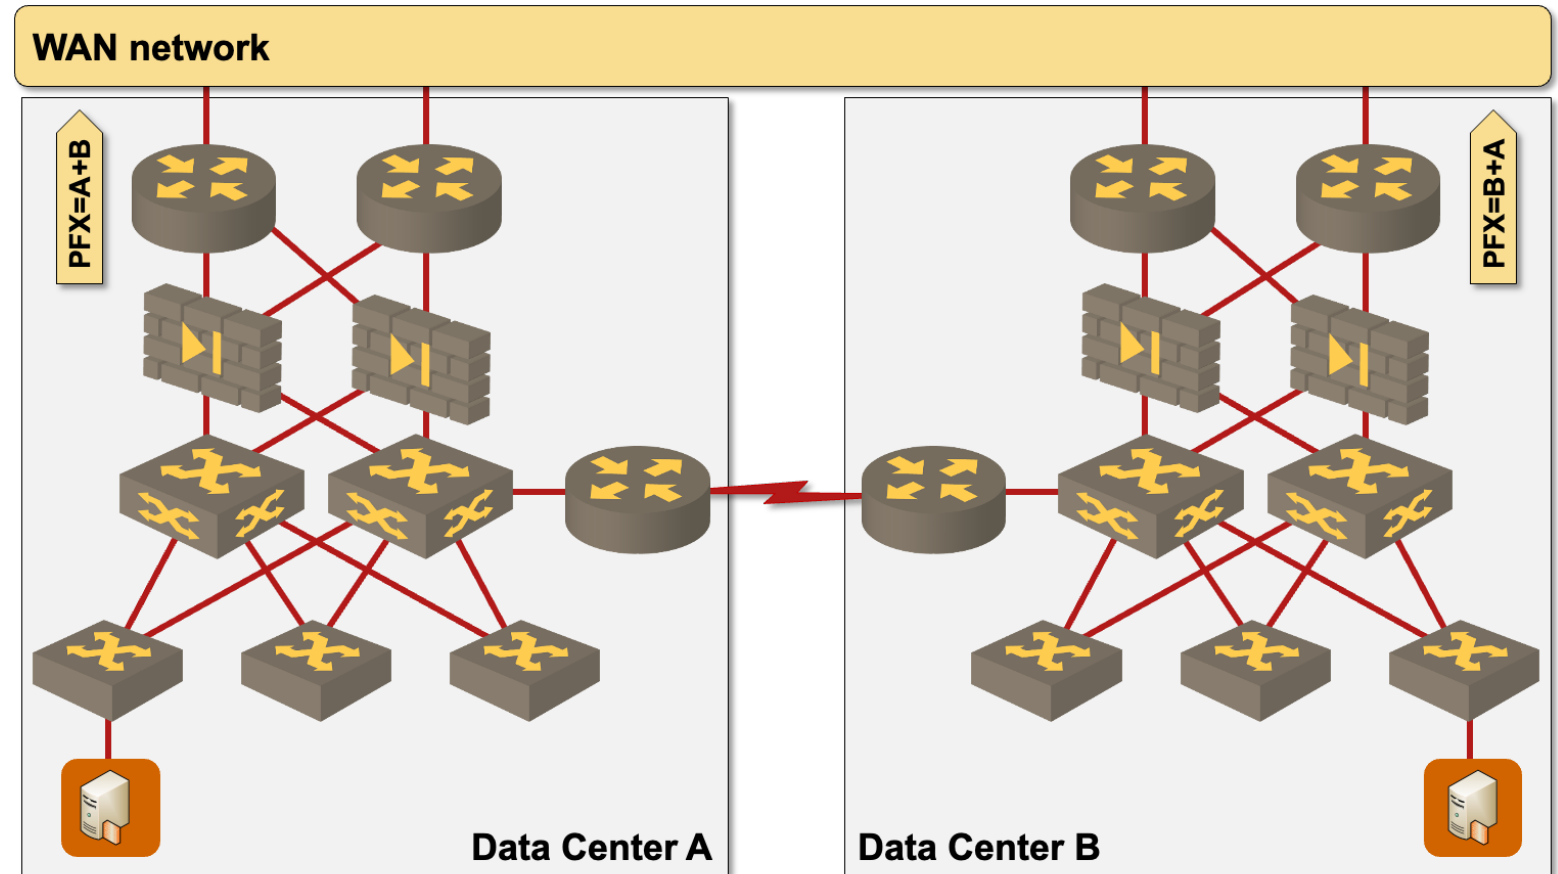 WAN network
PFX=A+B
PFX=B+A
Data Center A
Data Center B